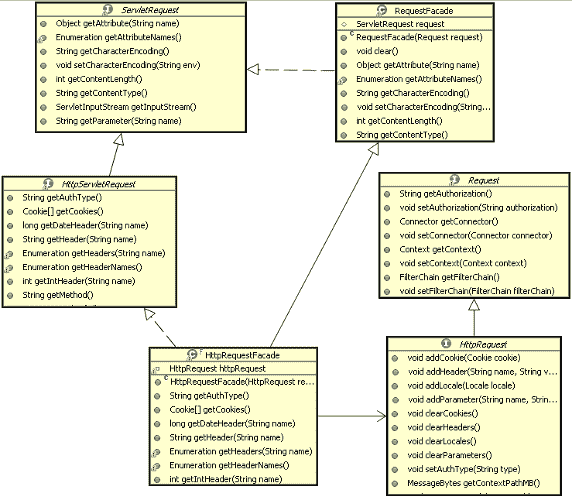 ServletRequest
Object getAttribute(String name)
Enumeration getAttributeNames()
String getCharacterEncoding()
void setCharacterEncoding(String env)
int getContentLength()
String getContentType()
ServletInputStream getInputStream()
String getParameter(String name)
RequestFacade
ServletRequest request
RequestFacade(Request request)
void clear()
Object getAttribute(String name)
Enumeration getAttributeNames()
String getCharacterEncoding()
void setCharacterEncoding(String...
int getContentLength()
String getContentType()
HttpServletRequest
String getAuthType()
Cookie[] getCookies()
long getDateHeader(String name)
String getHeader(String name)
Enumeration getHeaders(String name)
Enumeration getHeaderNames()
int getIntHeader(String name)
String getMethod()
Request
String getAuthorization()
void setAuthorization(String authorization)
Connector getConnector()
void setConnector(Connector connector)
Context getContext()
void setContext(Context context)
FilterChain getFilterChain()
void setFilterChain(FilterChain filterChain)
HttpRequestFacade
HttpRequest httpRequest
HttpRequestFacade(HttpRequest re...
String getAuthType()
Cookie[] getCookies()
long getDateHeader(String name)
String getHeader(String name)
Enumeration getHeaders(String name)
Enumeration getHeaderNames()
int getIntHeader(String name)
HttpRequest
void addCookie(Cookie cookie)
void addHeader(String name, String v...
void addLocale(Locale locale)
void addParameter(String name, Strin...
void clearCookies()
void clearHeaders()
void clearLocales()
void clearParameters()
void setAuthType(String type)
MessageBytes getContextPathMB()